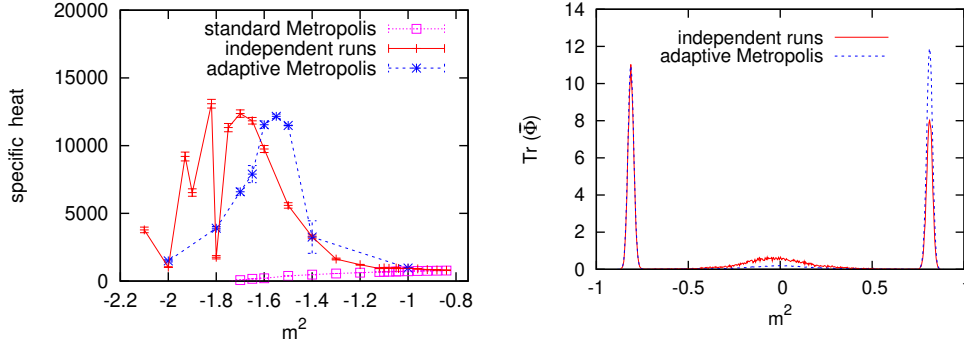 standard Metropolis
independent runs
adaptive Metropolis
specific heat
20000
15000
10000
5000
0
-2.2 -2 -1.8 -1.6 -1.4 -1.2 -1 -0.8
m²
independent runs
adaptive Metropolis
Tr (Φ̄)
14
12
10
8
6
4
2
0
-1 -0.5 0 0.5 1
m²